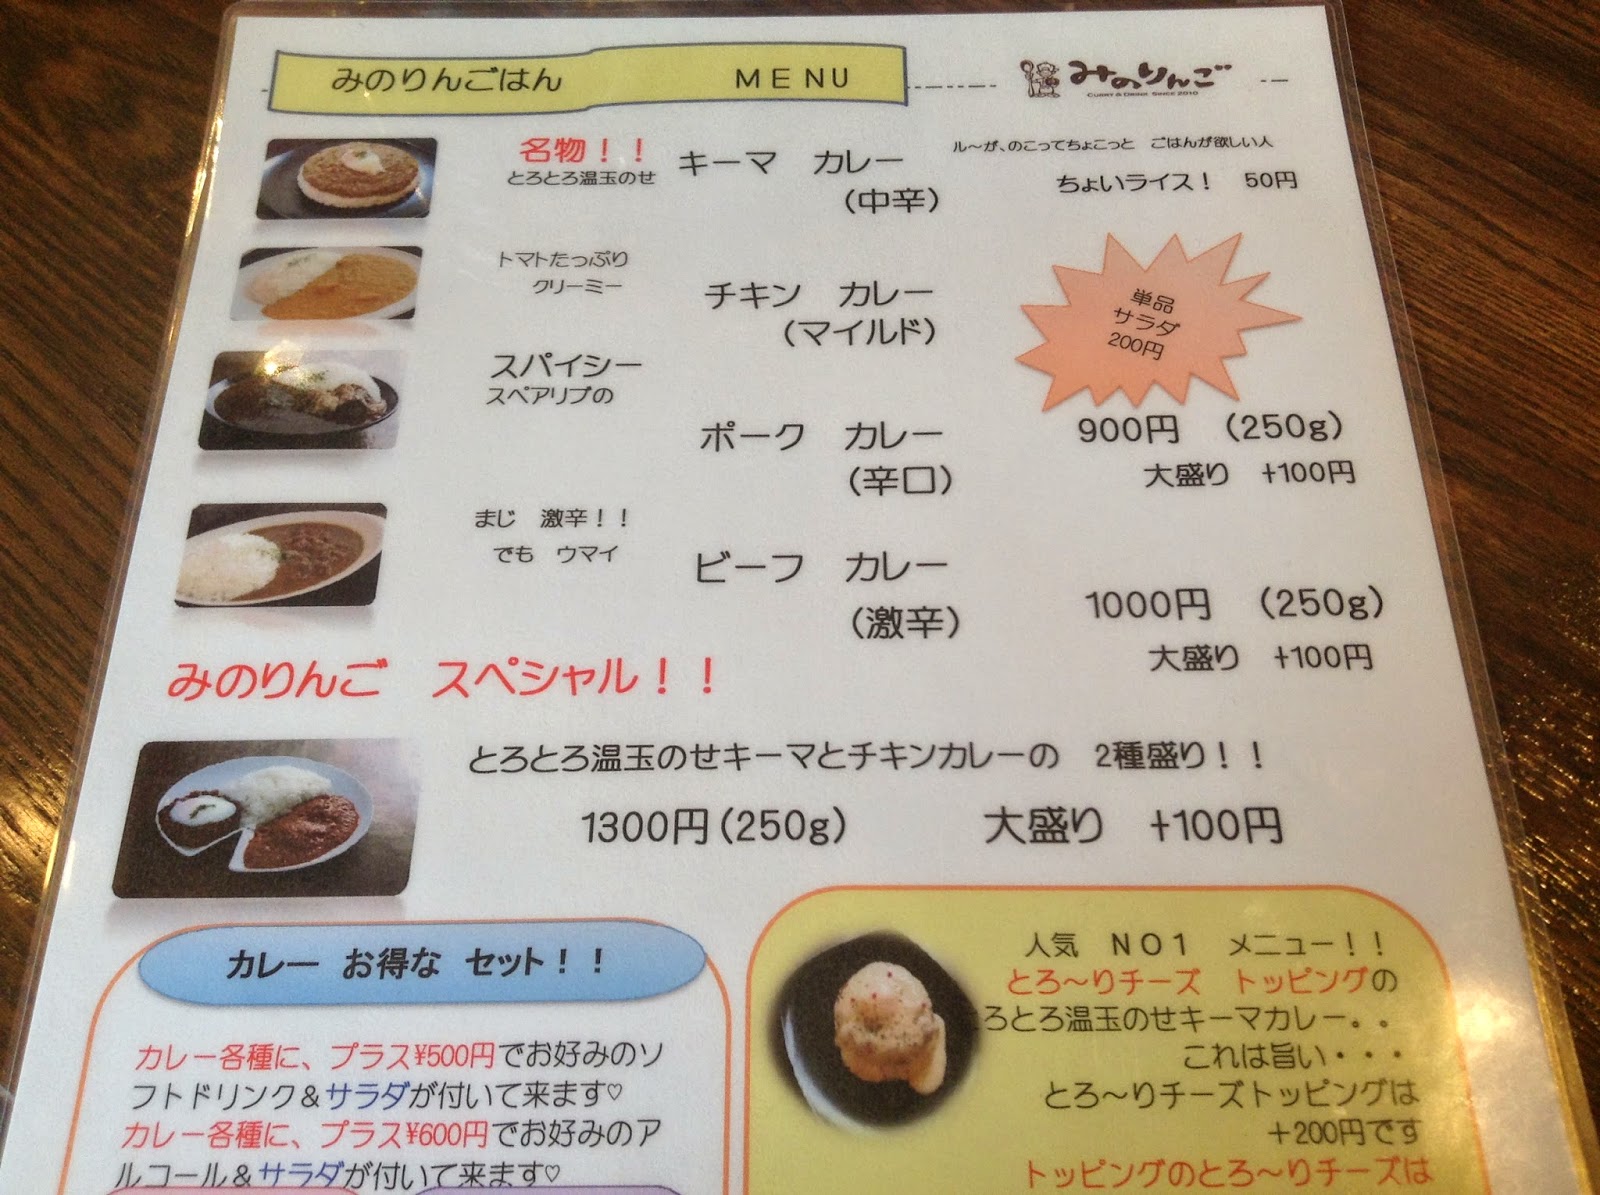 みのりんごはん　MENU
みのりんご
CURRY & DRINK SINCE 2010
名物！！
とろとろ温玉のせ
キーマ　カレー
（中辛）
ル～が、のこってちょこっと　ごはんが欲しい人
ちょいライス！　50円
トマトたっぷり
クリーミー
チキン　カレー
（マイルド）
単品
サラダ
200円
スパイシー
スペアリブの
ポーク　カレー
（辛口）
900円　（250g）
大盛り　+100円
まじ　激辛！！
でも　ウマイ
ビーフ　カレー
（激辛）
1000円　（250g）
大盛り　+100円
みのりんご　スペシャル！！
とろとろ温玉のせキーマとチキンカレーの　2種盛り！！
1300円（250g）　大盛り　+100円
カレー　お得な　セット！！
カレー各種に、プラス¥500円でお好みのソ
フトドリンク＆サラダが付いて来ます♡
カレー各種に、プラス¥600円でお好みのア
ルコール＆サラダが付いて来ます♡
人気　NO1　メニュー！！
とろ～りチーズ　トッピングの
ろとろ温玉のせキーマカレー。。
これは旨い・・・
とろ～りチーズトッピングは
＋200円です
トッピングのとろ～りチーズは